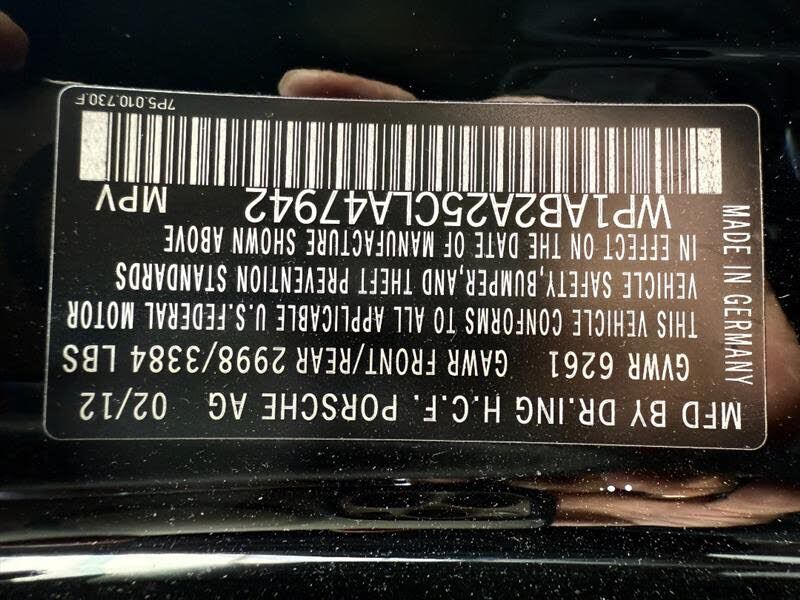 MFD BY DR.ING H.C.F. PORSCHE AG 02/12
GVWR 6261 GAWR FRONT/REAR 2998/3384 LBS
THIS VEHICLE CONFORMS TO ALL APPLICABLE U.S.FEDERAL MOTOR
VEHICLE SAFETY,BUMPER,AND THEFT PREVENTION STANDARDS
IN EFFECT ON THE DATE OF MANUFACTURE SHOWN ABOVE
WP1AB2A25CLA47942 MPV
MADE IN GERMANY
7P5.010.730.F